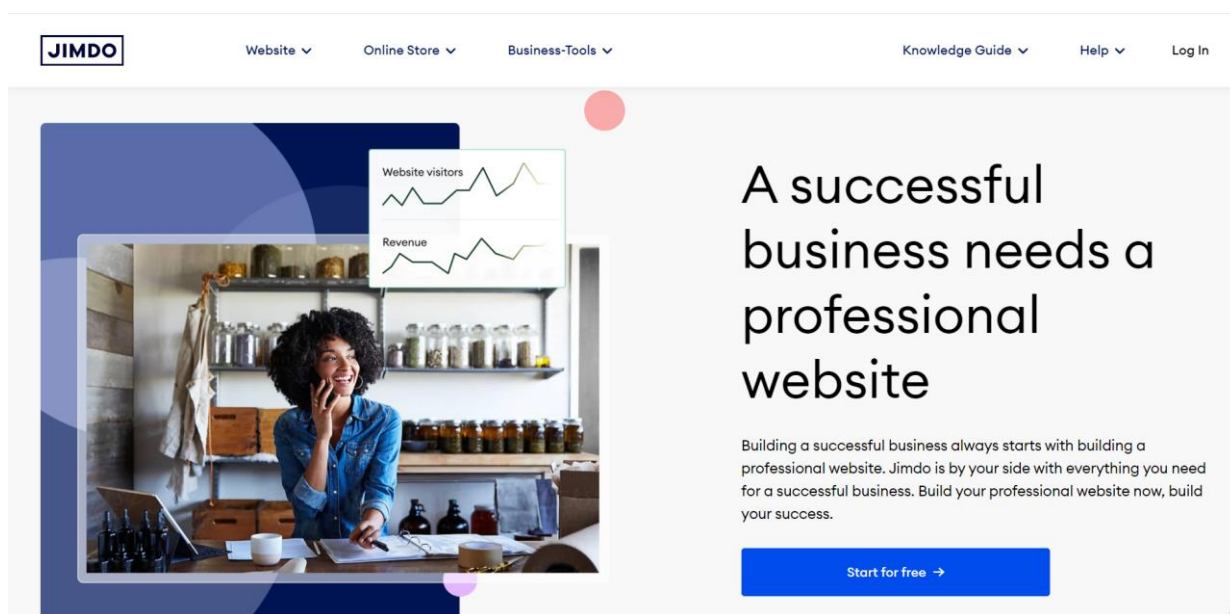 JIMDO
Website
Online Store
Business-Tools
Knowledge Guide
Help
Log In
Website visitors
Revenue
A successful
business needs a
professional
website
Building a successful business always starts with building a
professional website. Jimdo is by your side with everything you need
for a successful business. Build your professional website now, build
your success.
Start for free →